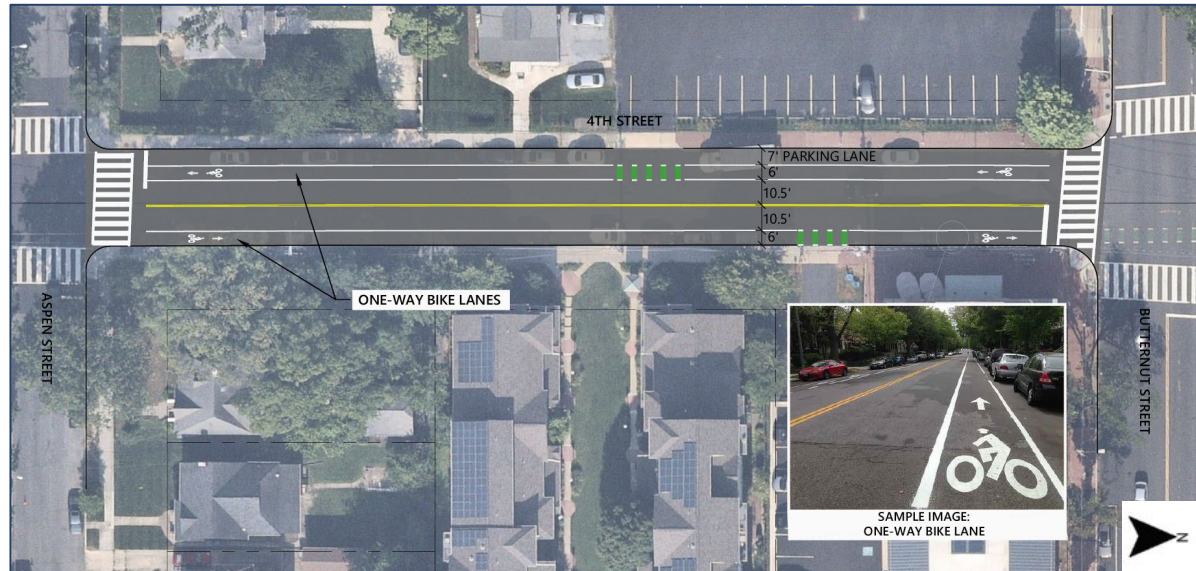 4TH STREET
7' PARKING LANE
6'
10.5'
10.5'
6'
ONE-WAY BIKE LANES
ASPEN STREET
BUTTERNUT STREET
SAMPLE IMAGE:
ONE-WAY BIKE LANE
N